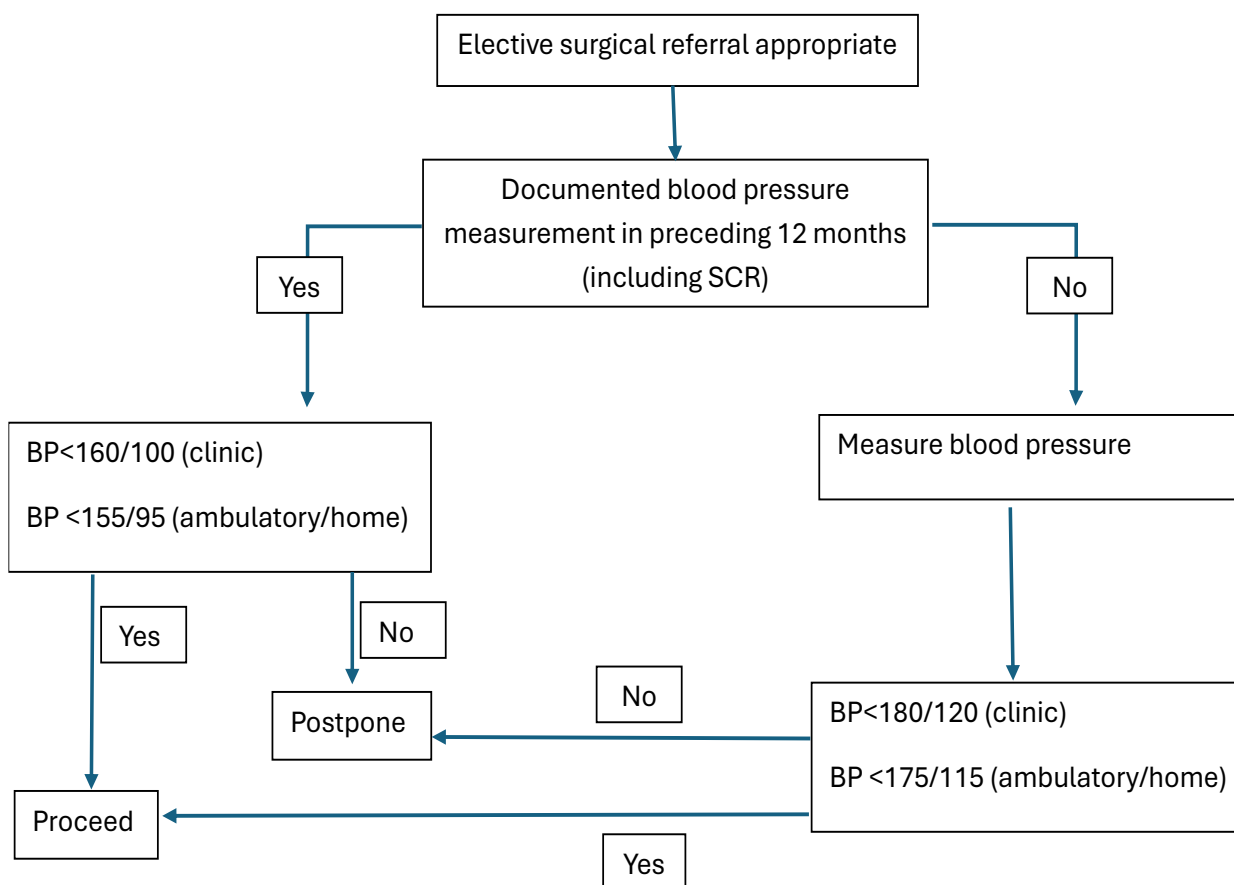 Elective surgical referral appropriate
Documented blood pressure
measurement in preceding 12 months
(including SCR)
Yes
No
BP<160/100 (clinic)
BP <155/95 (ambulatory/home)
Measure blood pressure
Yes
No
Postpone
No
BP<180/120 (clinic)
BP <175/115 (ambulatory/home)
Proceed
Yes